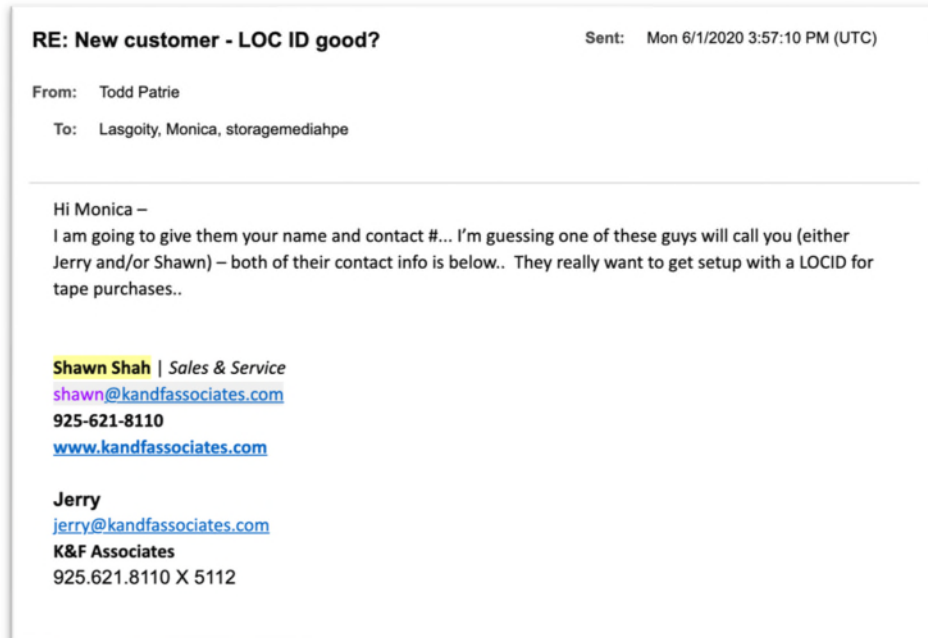 RE: New customer - LOC ID good?
Sent: Mon 6/1/2020 3:57:10 PM (UTC)
From: Todd Patrie
To: Lasgoity, Monica, storagemediahpe
Hi Monica –
I am going to give them your name and contact #... I'm guessing one of these guys will call you (either
Jerry and/or Shawn) – both of their contact info is below.. They really want to get setup with a LOCID for
tape purchases..
Shawn Shah | Sales & Service
shawn@kandfassociates.com
925-621-8110
www.kandfassociates.com
Jerry
jerry@kandfassociates.com
K&F Associates
925.621.8110 X 5112